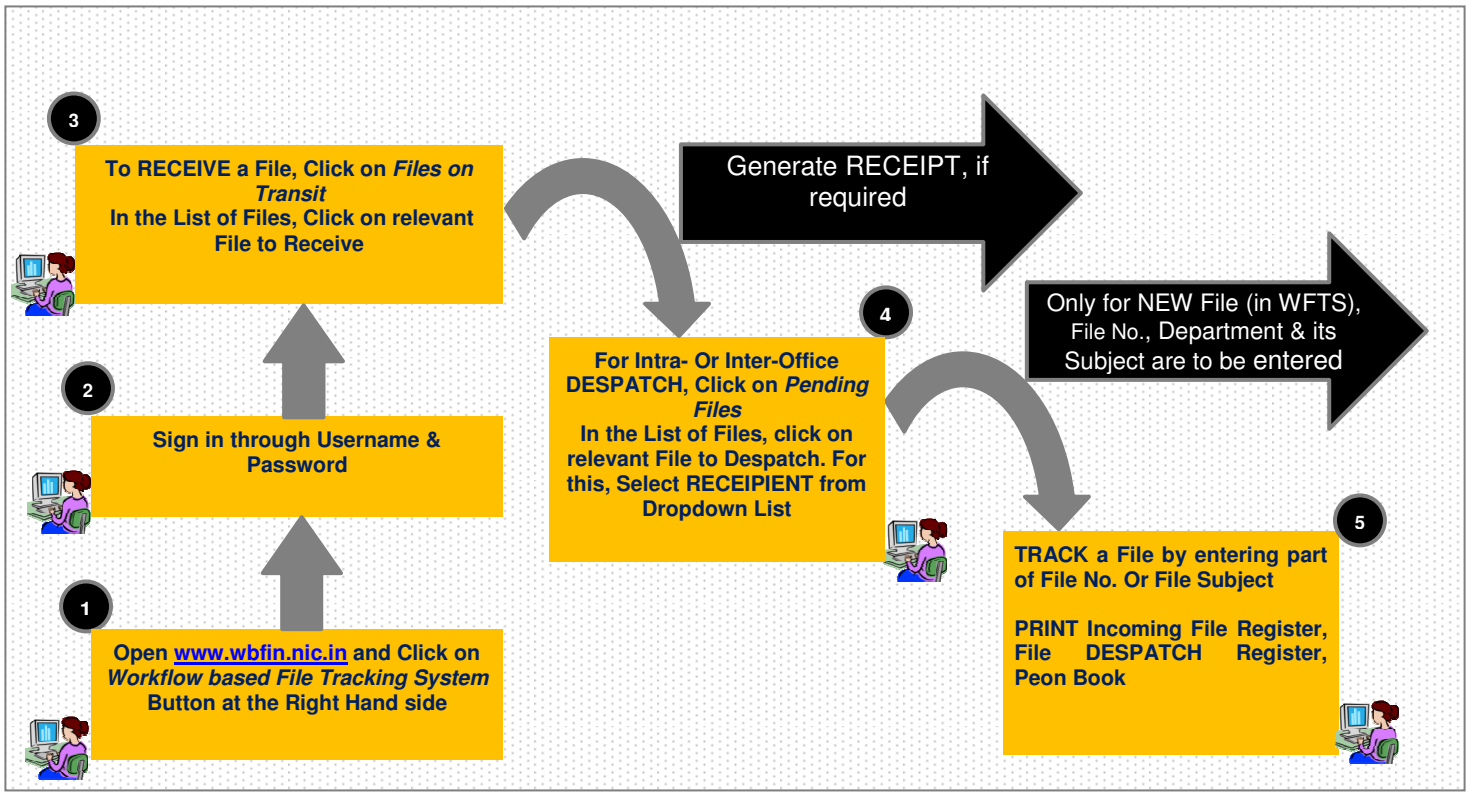 1
Open www.wbfin.nic.in and Click on
Workflow based File Tracking System
Button at the Right Hand side
2
Sign in through Username &
Password
3
To RECEIVE a File, Click on Files on
Transit
In the List of Files, Click on relevant
File to Receive
Generate RECEIPT, if
required
4
For Intra- Or Inter-Office
DESPATCH, Click on Pending
Files
In the List of Files, click on
relevant File to Despatch. For
this, Select RECEIPIENT from
Dropdown List
Only for NEW File (in WFTS),
File No., Department & its
Subject are to be entered
5
TRACK a File by entering part
of File No. Or File Subject
PRINT Incoming File Register,
File DESPATCH Register,
Peon Book